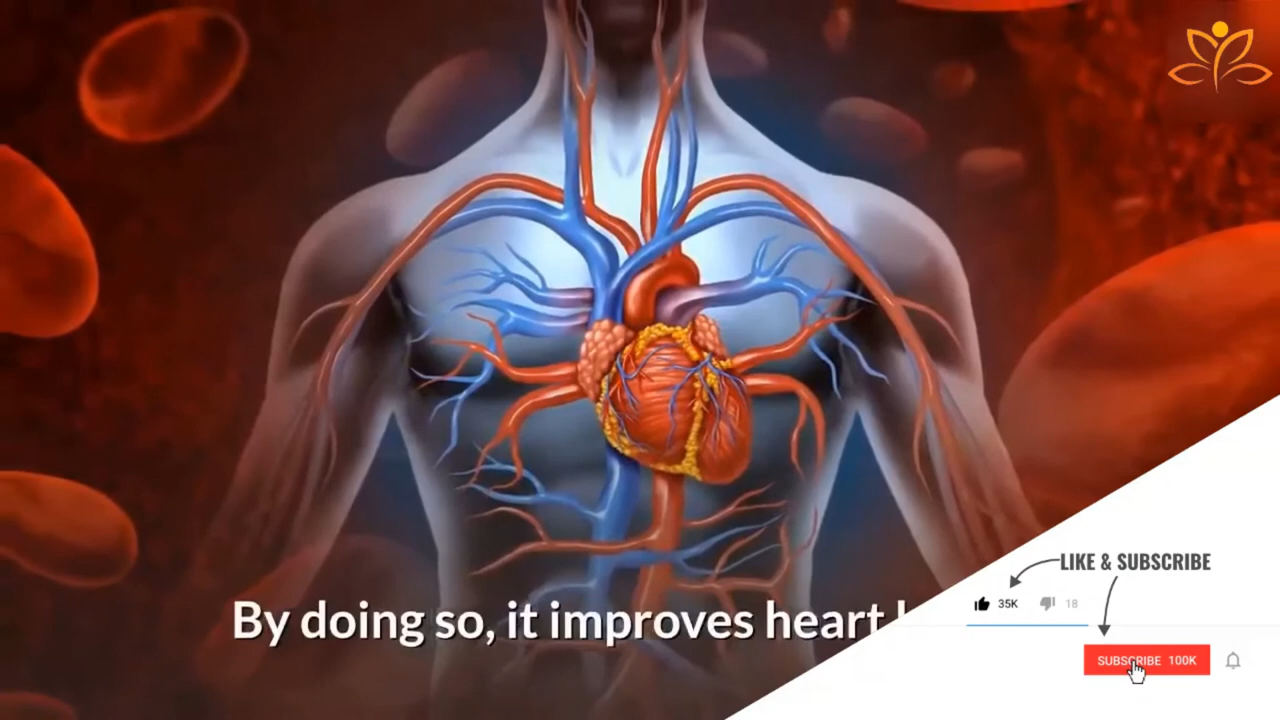 By doing so, it improves heart
LIKE & SUBSCRIBE
35K 18
SUBSCRIBE 100K